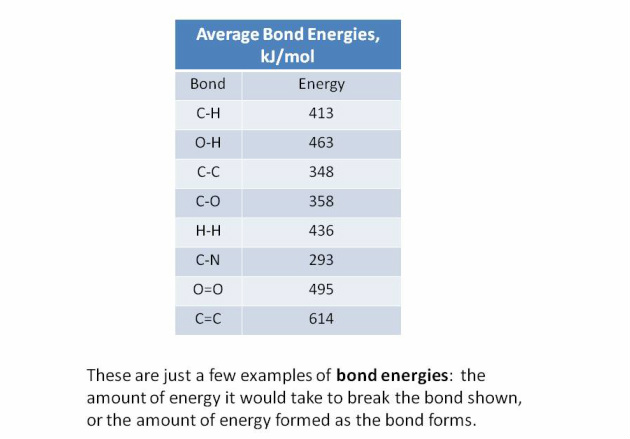 Average Bond Energies,
kJ/mol
Bond Energy
C-H 413
O-H 463
C-C 348
C-O 358
H-H 436
C-N 293
O=O 495
C=C 614
These are just a few examples of bond energies: the
amount of energy it would take to break the bond shown,
or the amount of energy formed as the bond forms.